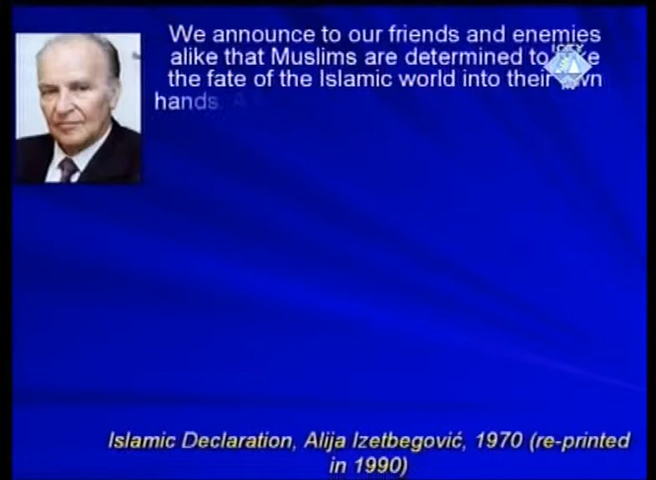 We announce to our friends and enemies
alike that Muslims are determined to
the fate of the Islamic world into their
hands.
ICTY
Islamic Declaration, Alija Izetbegović, 1970 (re-printed
in 1990)